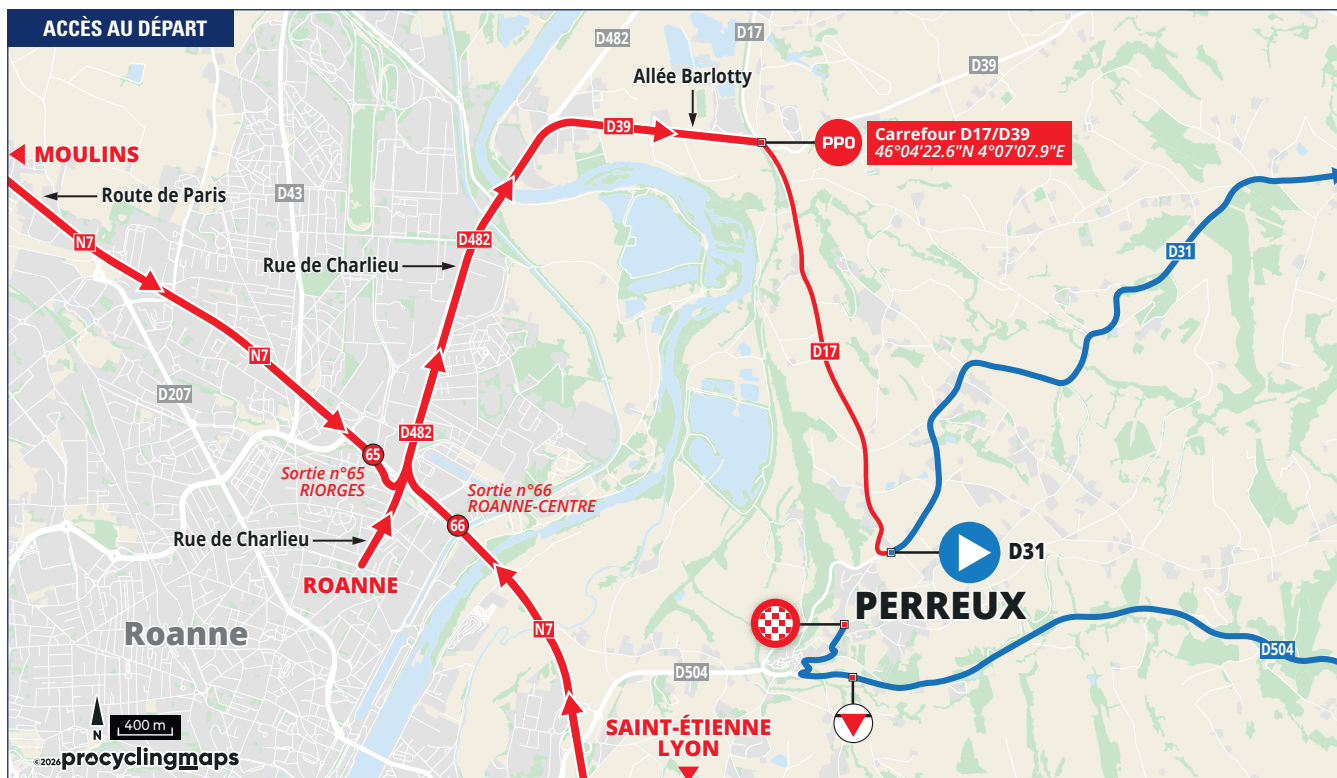 ACCÈS AU DÉPART
D482
D17
D39
Allée Barlotty
D39
PPO
Carrefour D17/D39
46°04'22.6"N 4°07'07.9"E
MOULINS
Route de Paris
D43
N7
D482
Rue de Charlieu
D31
N7
D17
D207
D482
65
Sortie n°65
RIORGES
Sortie n°66
ROANNE-CENTRE
66
Rue de Charlieu
D31
ROANNE
PERREUX
Roanne
N7
D504
D504
SAINT-ÉTIENNE
LYON
N
400 m
©2026 procyclingmaps